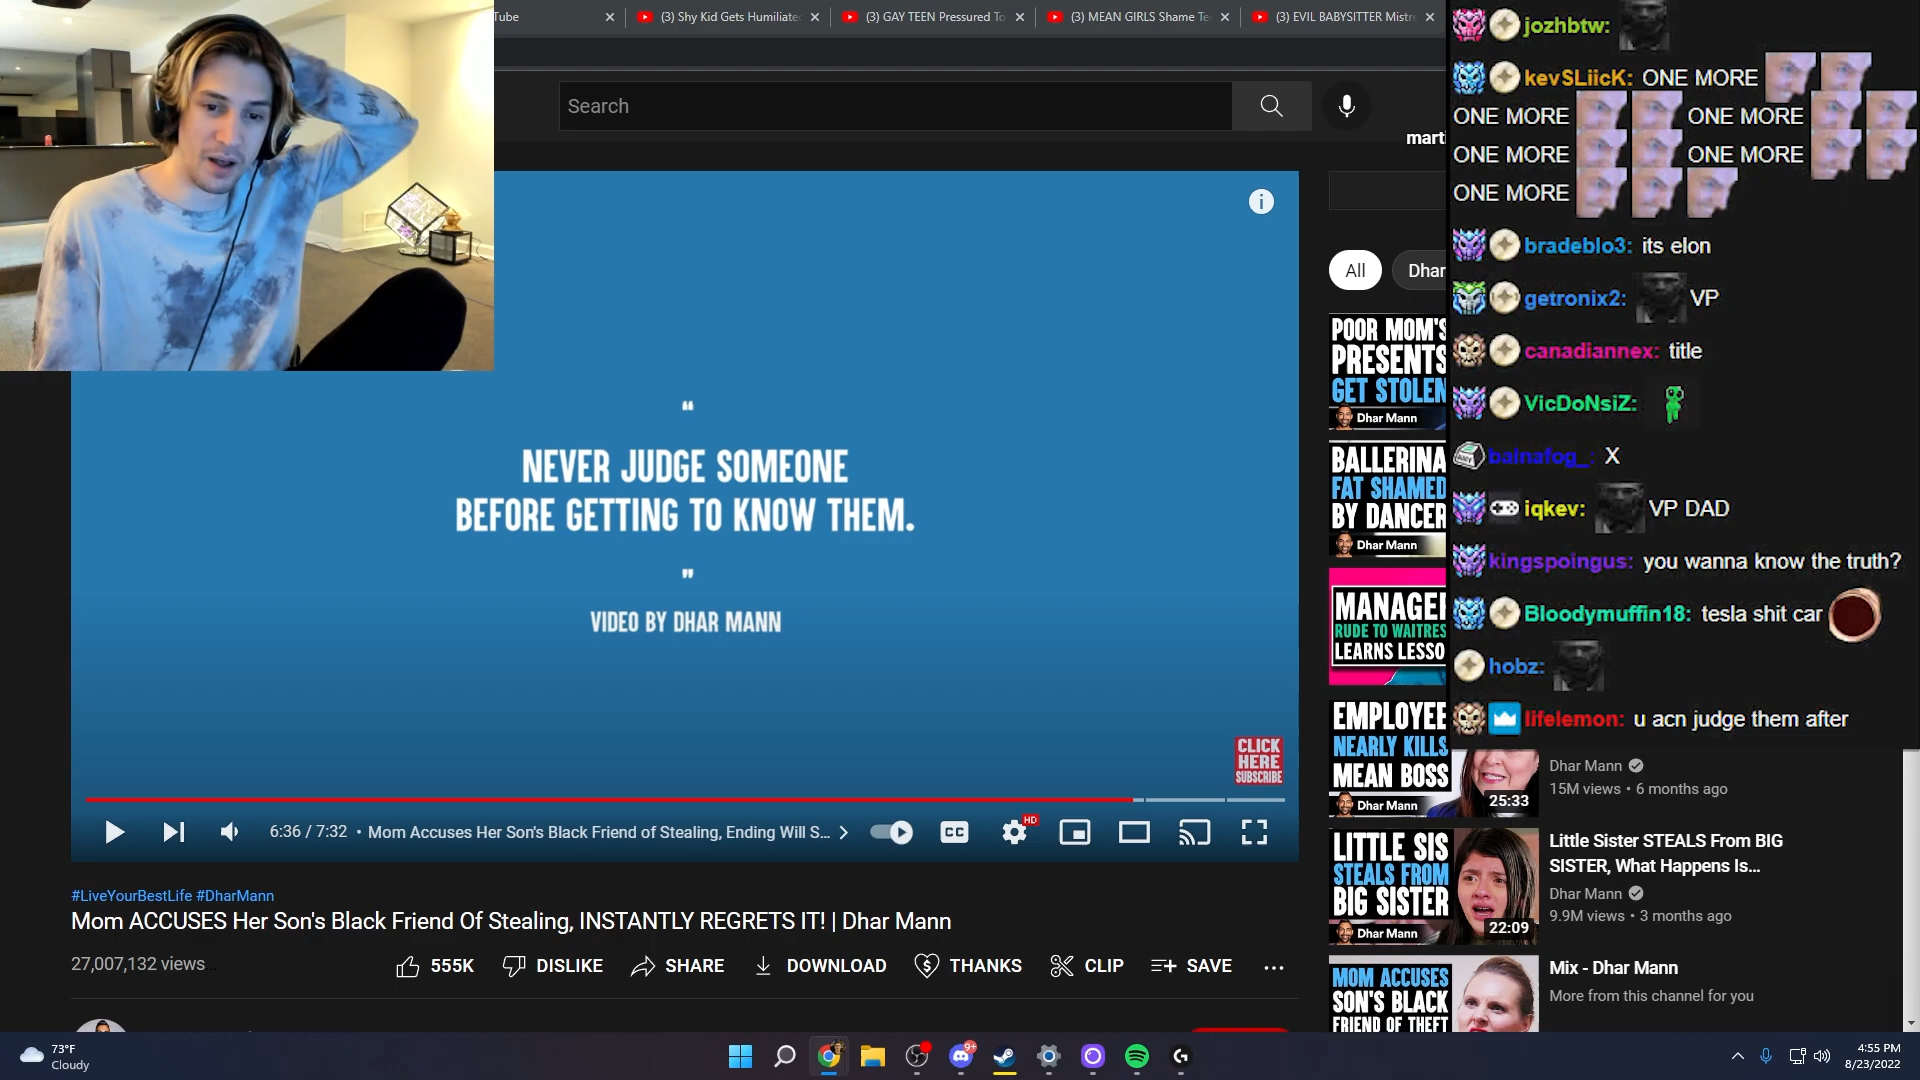 Tube
(3) Shy Kid Gets Humiliate
(3) GAY TEEN Pressured To
(3) MEAN GIRLS Shame Te
(3) EVIL BABYSITTER Mistr
Search
mart
NEVER JUDGE SOMEONE
BEFORE GETTING TO KNOW THEM.
VIDEO BY DHAR MANN
CLICK
HERE
SUBSCRIBE
6:36 / 7:32 • Mom Accuses Her Son's Black Friend of Stealing, Ending Will S...
CC
HD
#LiveYourBestLife #DharMann
Mom ACCUSES Her Son's Black Friend Of Stealing, INSTANTLY REGRETS IT! | Dhar Mann
27,007,132 views
555K
DISLIKE
SHARE
DOWNLOAD
THANKS
CLIP
SAVE
All
Dhar
POOR MOM'S
PRESENTS
GET STOLEN
Dhar Mann
BALLERINA
FAT SHAMED
BY DANCER
Dhar Mann
MANAGER
RUDE TO WAITRES
LEARNS LESSO
EMPLOYEE
NEARLY KILLS
MEAN BOSS
Dhar Mann
25:33
Dhar Mann
15M views • 6 months ago
LITTLE SIS
STEALS FROM
BIG SISTER
Dhar Mann
22:09
Little Sister STEALS From BIG
SISTER, What Happens Is...
Dhar Mann
9.9M views • 3 months ago
MOM ACCUSES
SON'S BLACK
FRIEND OF THEFT
Mix - Dhar Mann
More from this channel for you
jozhbtw:
kevSLiicK: ONE MORE
ONE MORE ONE MORE
ONE MORE ONE MORE
ONE MORE
bradeblo3: its elon
getronix2: VP
canadiannex: title
VicDoNsiZ:
bainafog_: X
iqkev: VP DAD
kingspoingus: you wanna know the truth?
Bloodymuffin18: tesla shit car
hobz:
lifelemon: u acn judge them after
73°F
Cloudy
9+
4:55 PM
8/23/2022